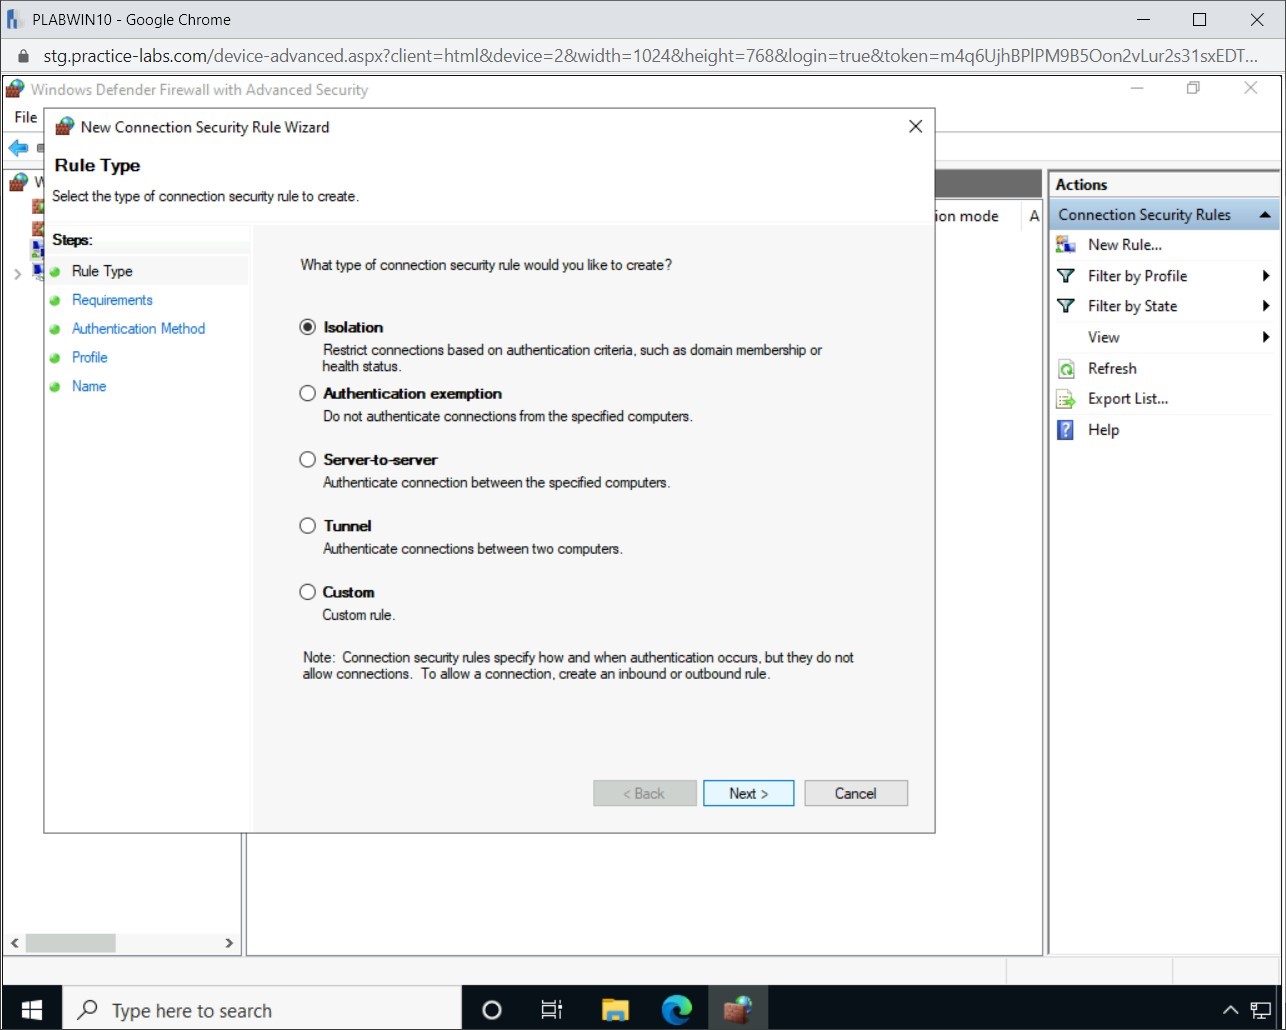 PLABWIN10 - Google Chrome
stg.practice-labs.com/device-advanced.aspx?client=html&device=2&width=1024&height=768&login=true&token=m4q6UjhBPlPM9B5Oon2vLur2s31sxEDT...
Windows Defender Firewall with Advanced Security
File
New Connection Security Rule Wizard
Rule Type
Select the type of connection security rule to create.
Steps:
Rule Type
Requirements
Authentication Method
Profile
Name
What type of connection security rule would you like to create?
Isolation
Restrict connections based on authentication criteria, such as domain membership or
health status.
Authentication exemption
Do not authenticate connections from the specified computers.
Server-to-server
Authenticate connection between the specified computers.
Tunnel
Authenticate connections between two computers.
Custom
Custom rule.
Note: Connection security rules specify how and when authentication occurs, but they do not
allow connections. To allow a connection, create an inbound or outbound rule.
< Back
Next >
Cancel
W
ion mode
A
Actions
Connection Security Rules
New Rule...
Filter by Profile
Filter by State
View
Refresh
Export List...
Help
Type here to search